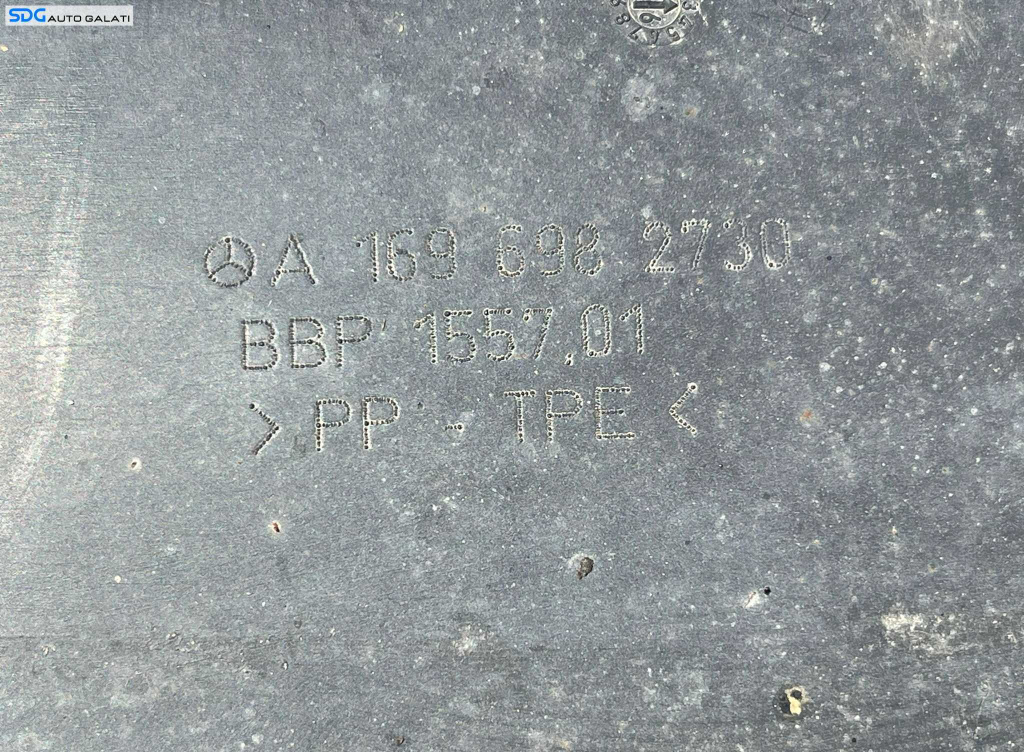 SDG AUTO GALATI
A 169 698 2730
BBP 1557.01
> PP - TPE <